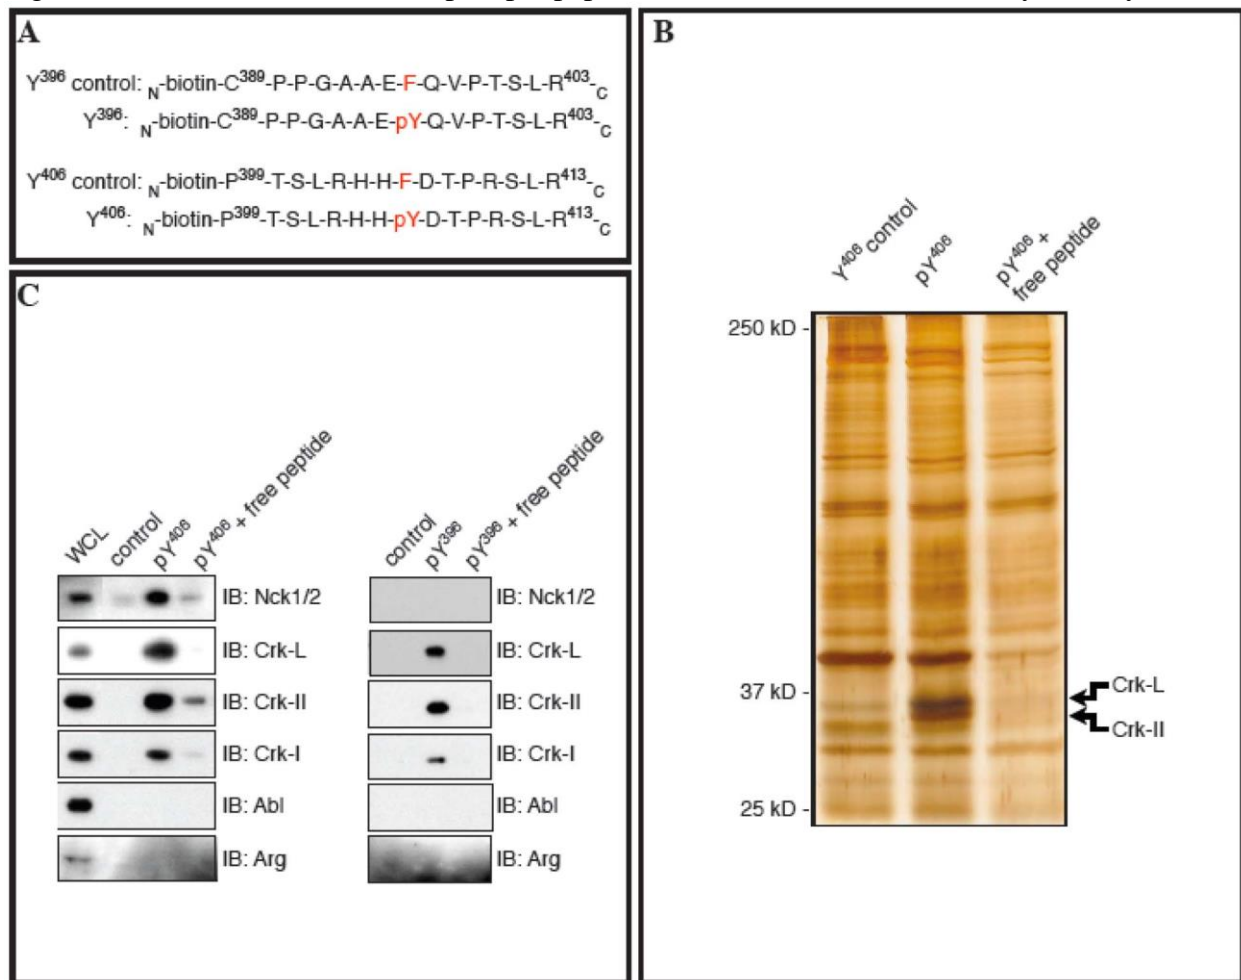 A
Y396 control: N-biotin-C389-P-P-G-A-A-E-F-Q-V-P-T-S-L-R403-C
Y396: N-biotin-C389-P-P-G-A-A-E-pY-Q-V-P-T-S-L-R403-C
Y406 control: N-biotin-P399-T-S-L-R-H-H-F-D-T-P-R-S-L-R413-C
Y406: N-biotin-P399-T-S-L-R-H-H-pY-D-T-P-R-S-L-R413-C
B
Y406 control
pY406
pY406 +
free peptide
250 kD -
37 kD -
25 kD -
Crk-L
Crk-II
C
WCL
control
pY406
pY406 + free peptide
IB: Nck1/2
IB: Crk-L
IB: Crk-II
IB: Crk-I
IB: Abl
IB: Arg
control
pY396
pY396 + free peptide
IB: Nck1/2
IB: Crk-L
IB: Crk-II
IB: Crk-I
IB: Abl
IB: Arg